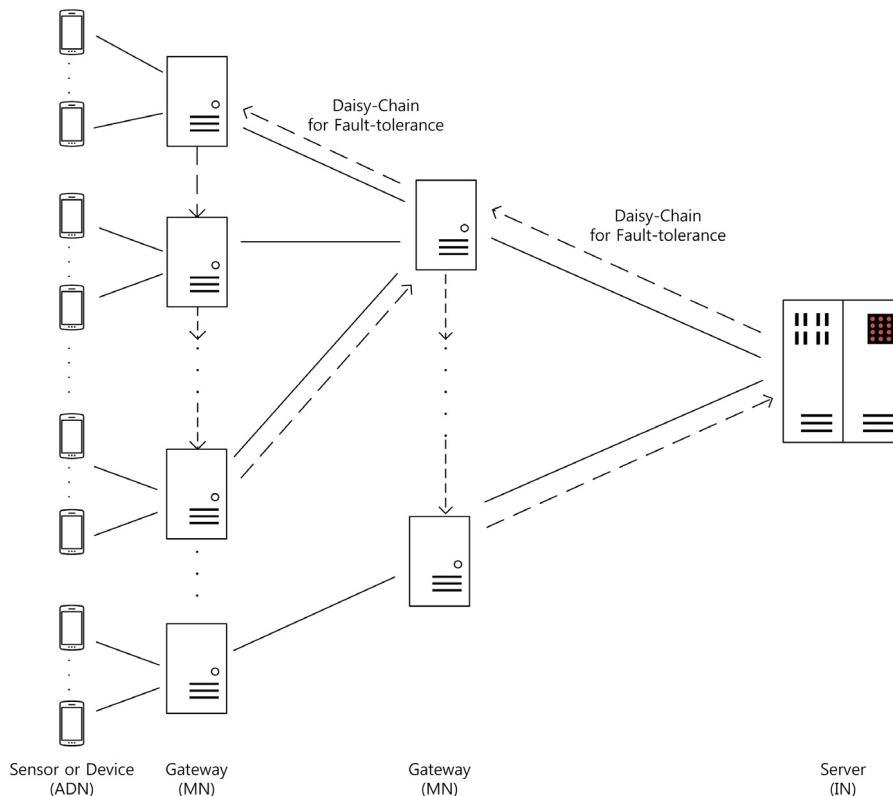 Daisy-Chain
for Fault-tolerance
Daisy-Chain
for Fault-tolerance
Sensor or Device
(ADN)
Gateway
(MN)
Gateway
(MN)
Server
(IN)